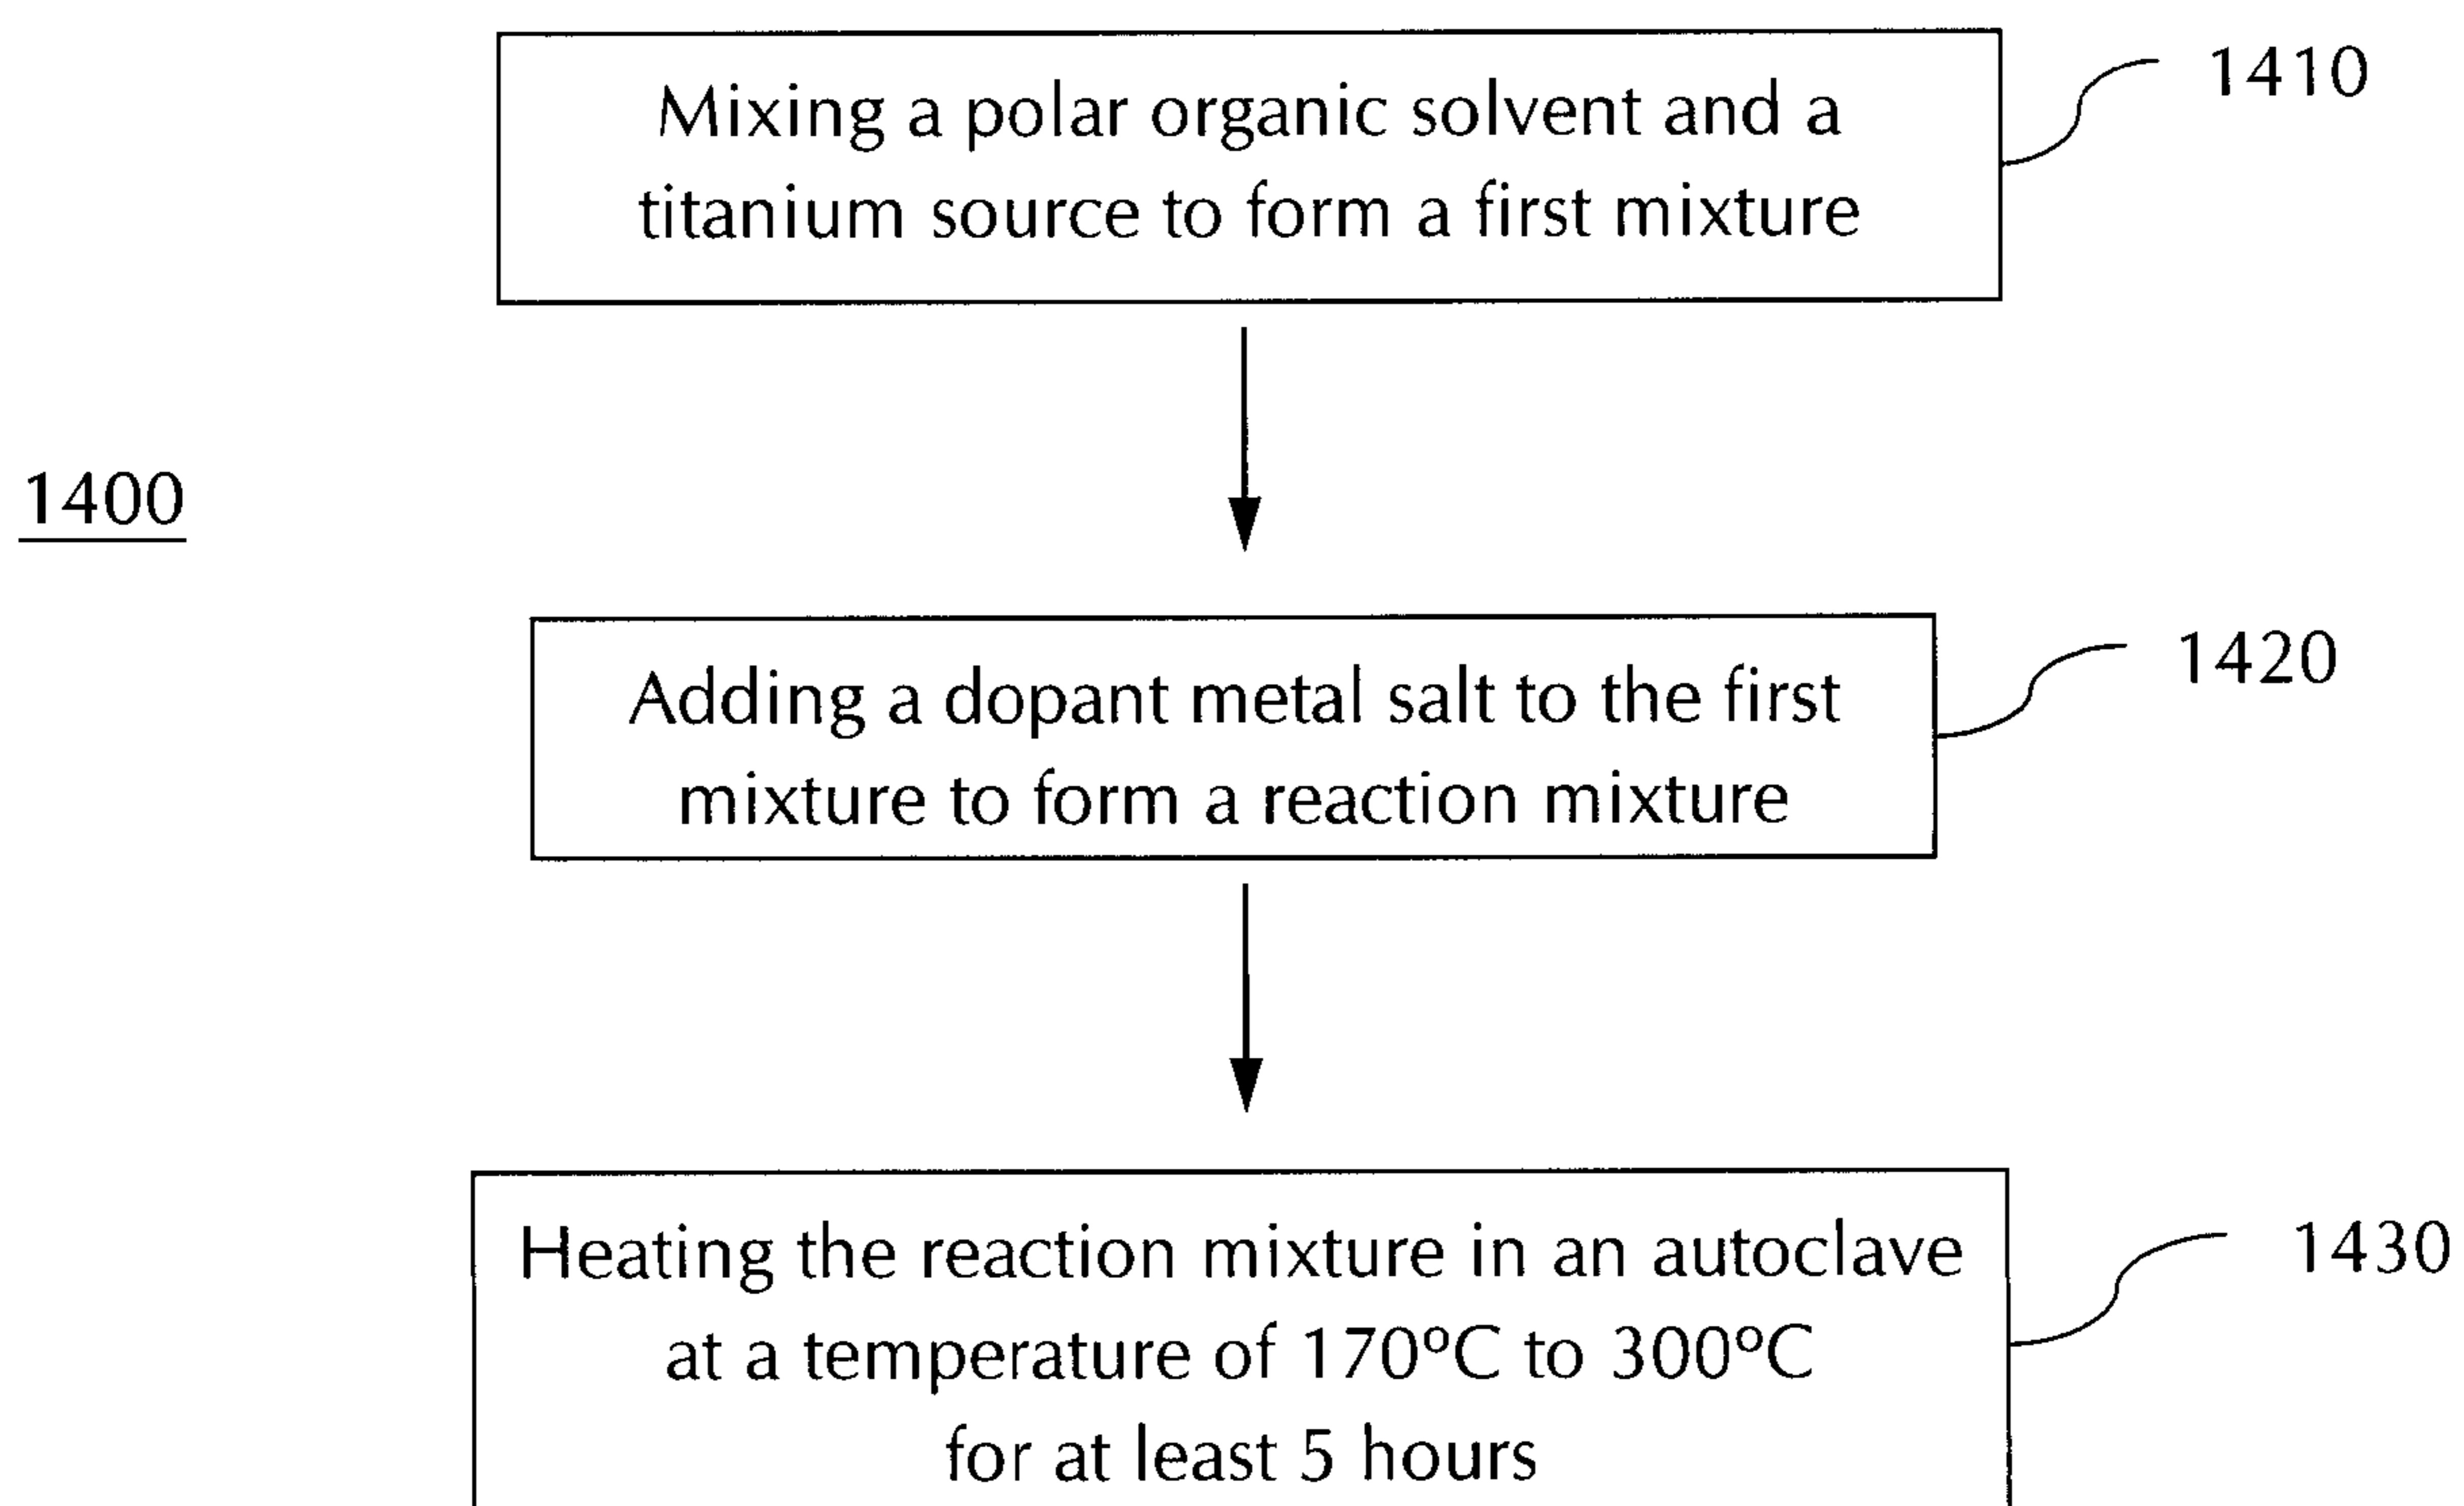 Mixing a polar organic solvent and a
titanium source to form a first mixture
1410
1400
Adding a dopant metal salt to the first
mixture to form a reaction mixture
1420
Heating the reaction mixture in an autoclave
at a temperature of 170ºC to 300ºC
for at least 5 hours
1430